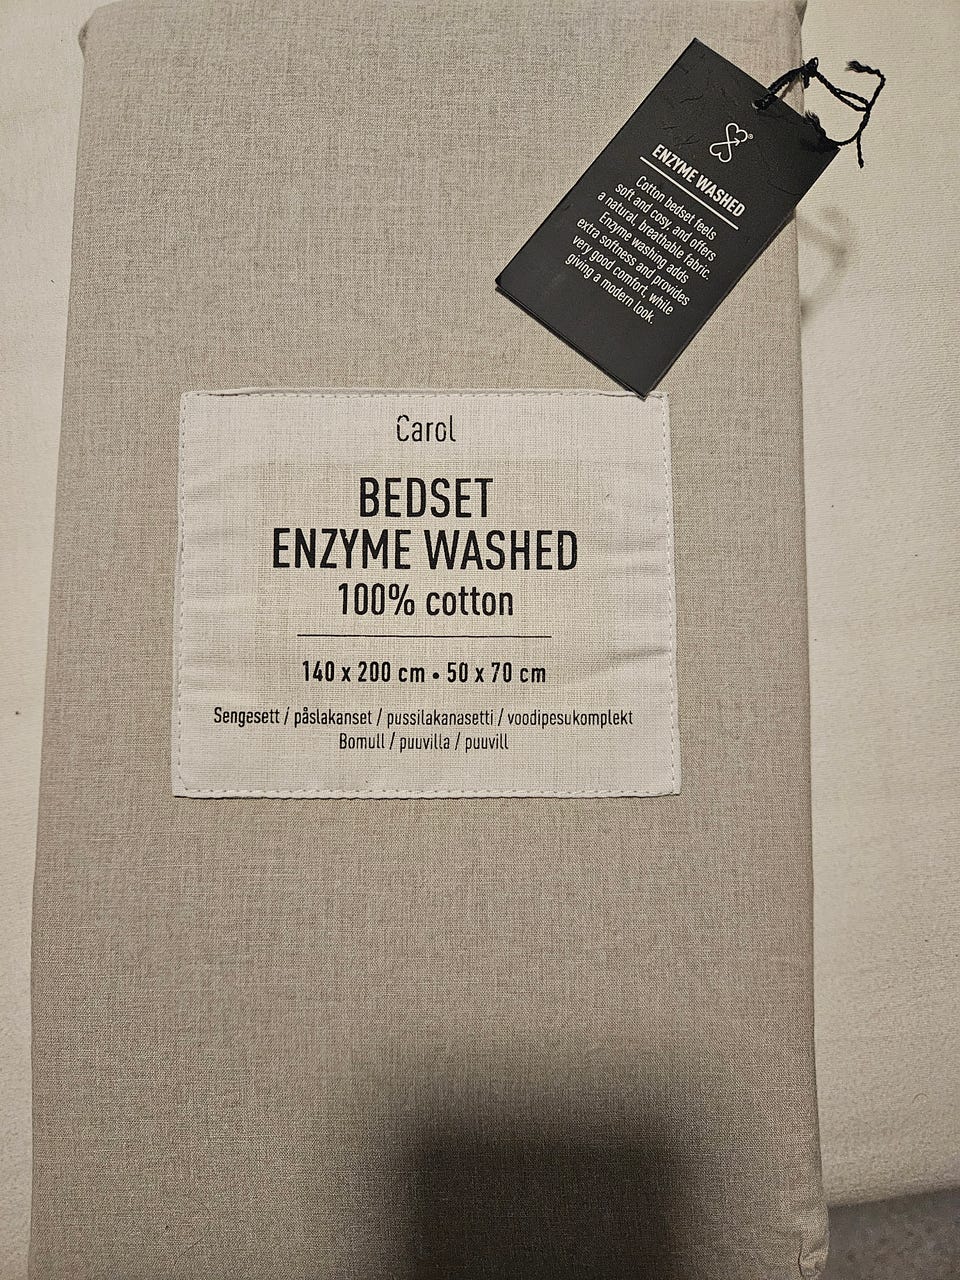 ENZYME WASHED
Cotton bedset feels
soft and cosy, and offers
a natural, breathable fabric.
Enzyme washing adds
extra softness and provides
very good comfort, while
giving a modern look.
Carol
BEDSET
ENZYME WASHED
100% cotton
140 x 200 cm • 50 x 70 cm
Sengesett / påslakanset / pussilakanasetti / voodipesukomplekt
Bomull / puuvilla / puuvill